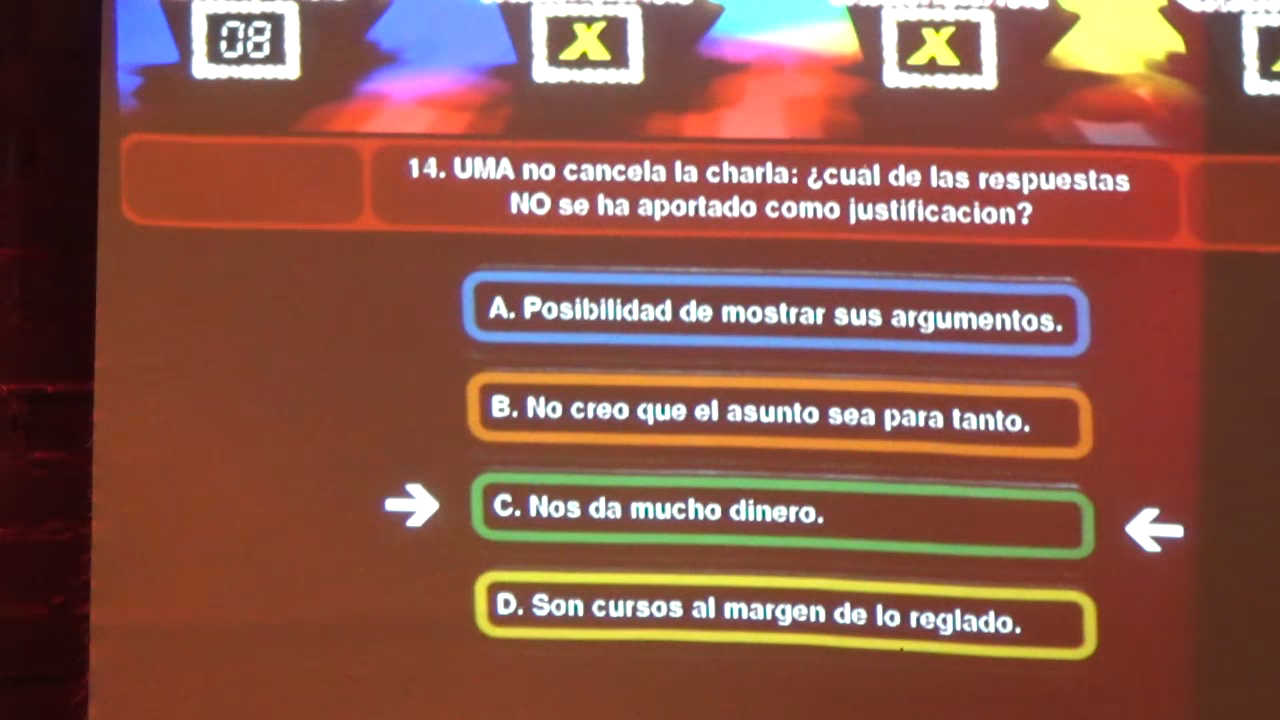 08
X
X
14. UMA no cancela la charla: ¿cuál de las respuestas
NO se ha aportado como justificacion?
A. Posibilidad de mostrar sus argumentos.
B. No creo que el asunto sea para tanto.
C. Nos da mucho dinero.
D. Son cursos al margen de lo reglado.